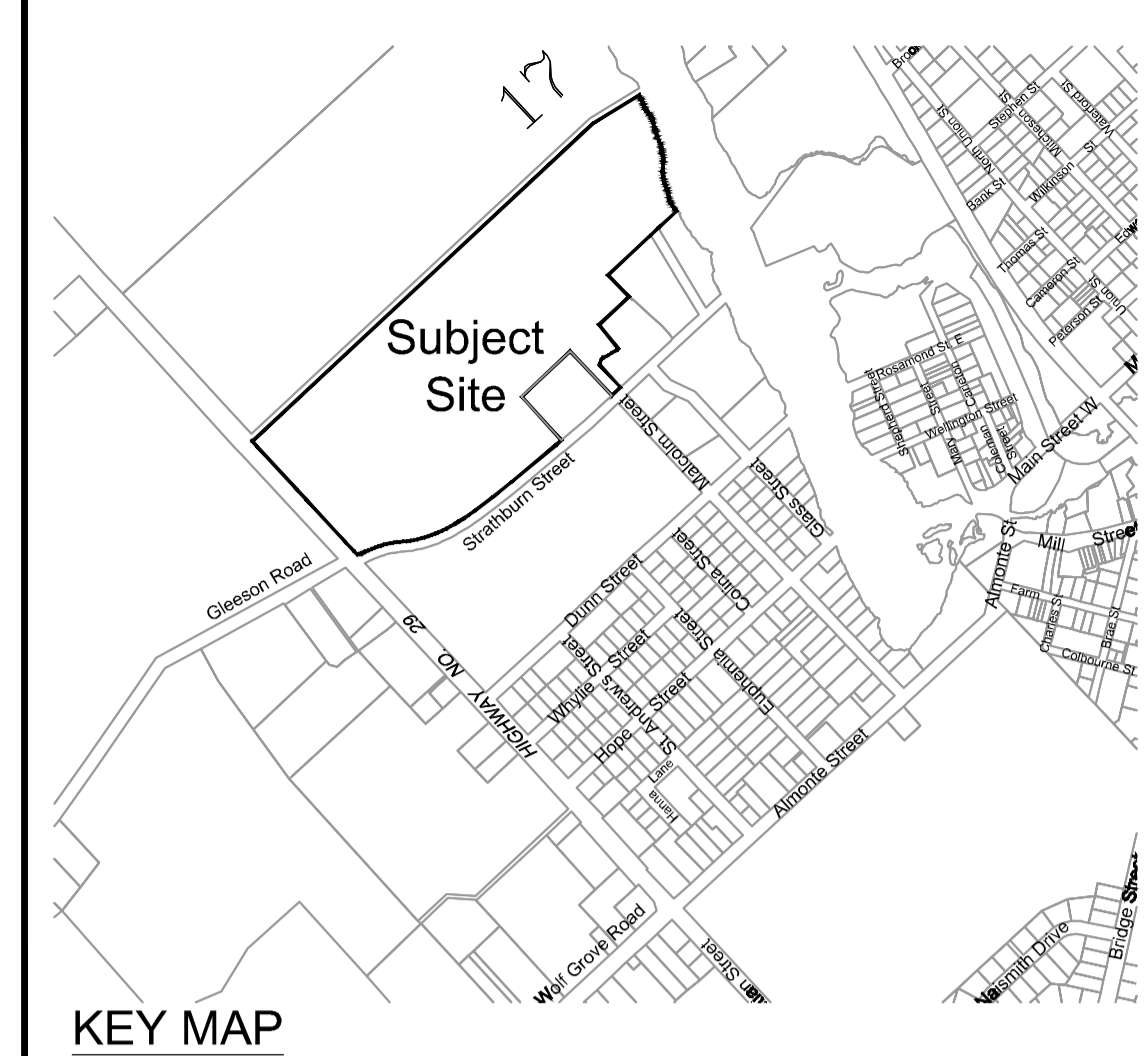 17
Stephen St
Waterford St
Micheson St
North Union St
Bank St
Wilkinson St
Thomas St
Cameron St
Union St
Peterson St
Subject
Site
Rosamond St E
Shepherd Street
Mary Street
Cameron
Wellington Street
Coleman Street
Main Street W
Malcolm Street
Strathburn Street
Glass Street
Almonte St
Mill Street
Gleeson Road
Farm
Charles St
Brae St
Colbourne St
HIGHWAY NO. 29
Dunn Street
Colina Street
Whylie Street
St. Andrew's Street
Euphemia Street
Hope Street
Hanna Lane
Almonte Street
Wolf Grove Road
Naismith Drive
Bridge Street
KEY MAP